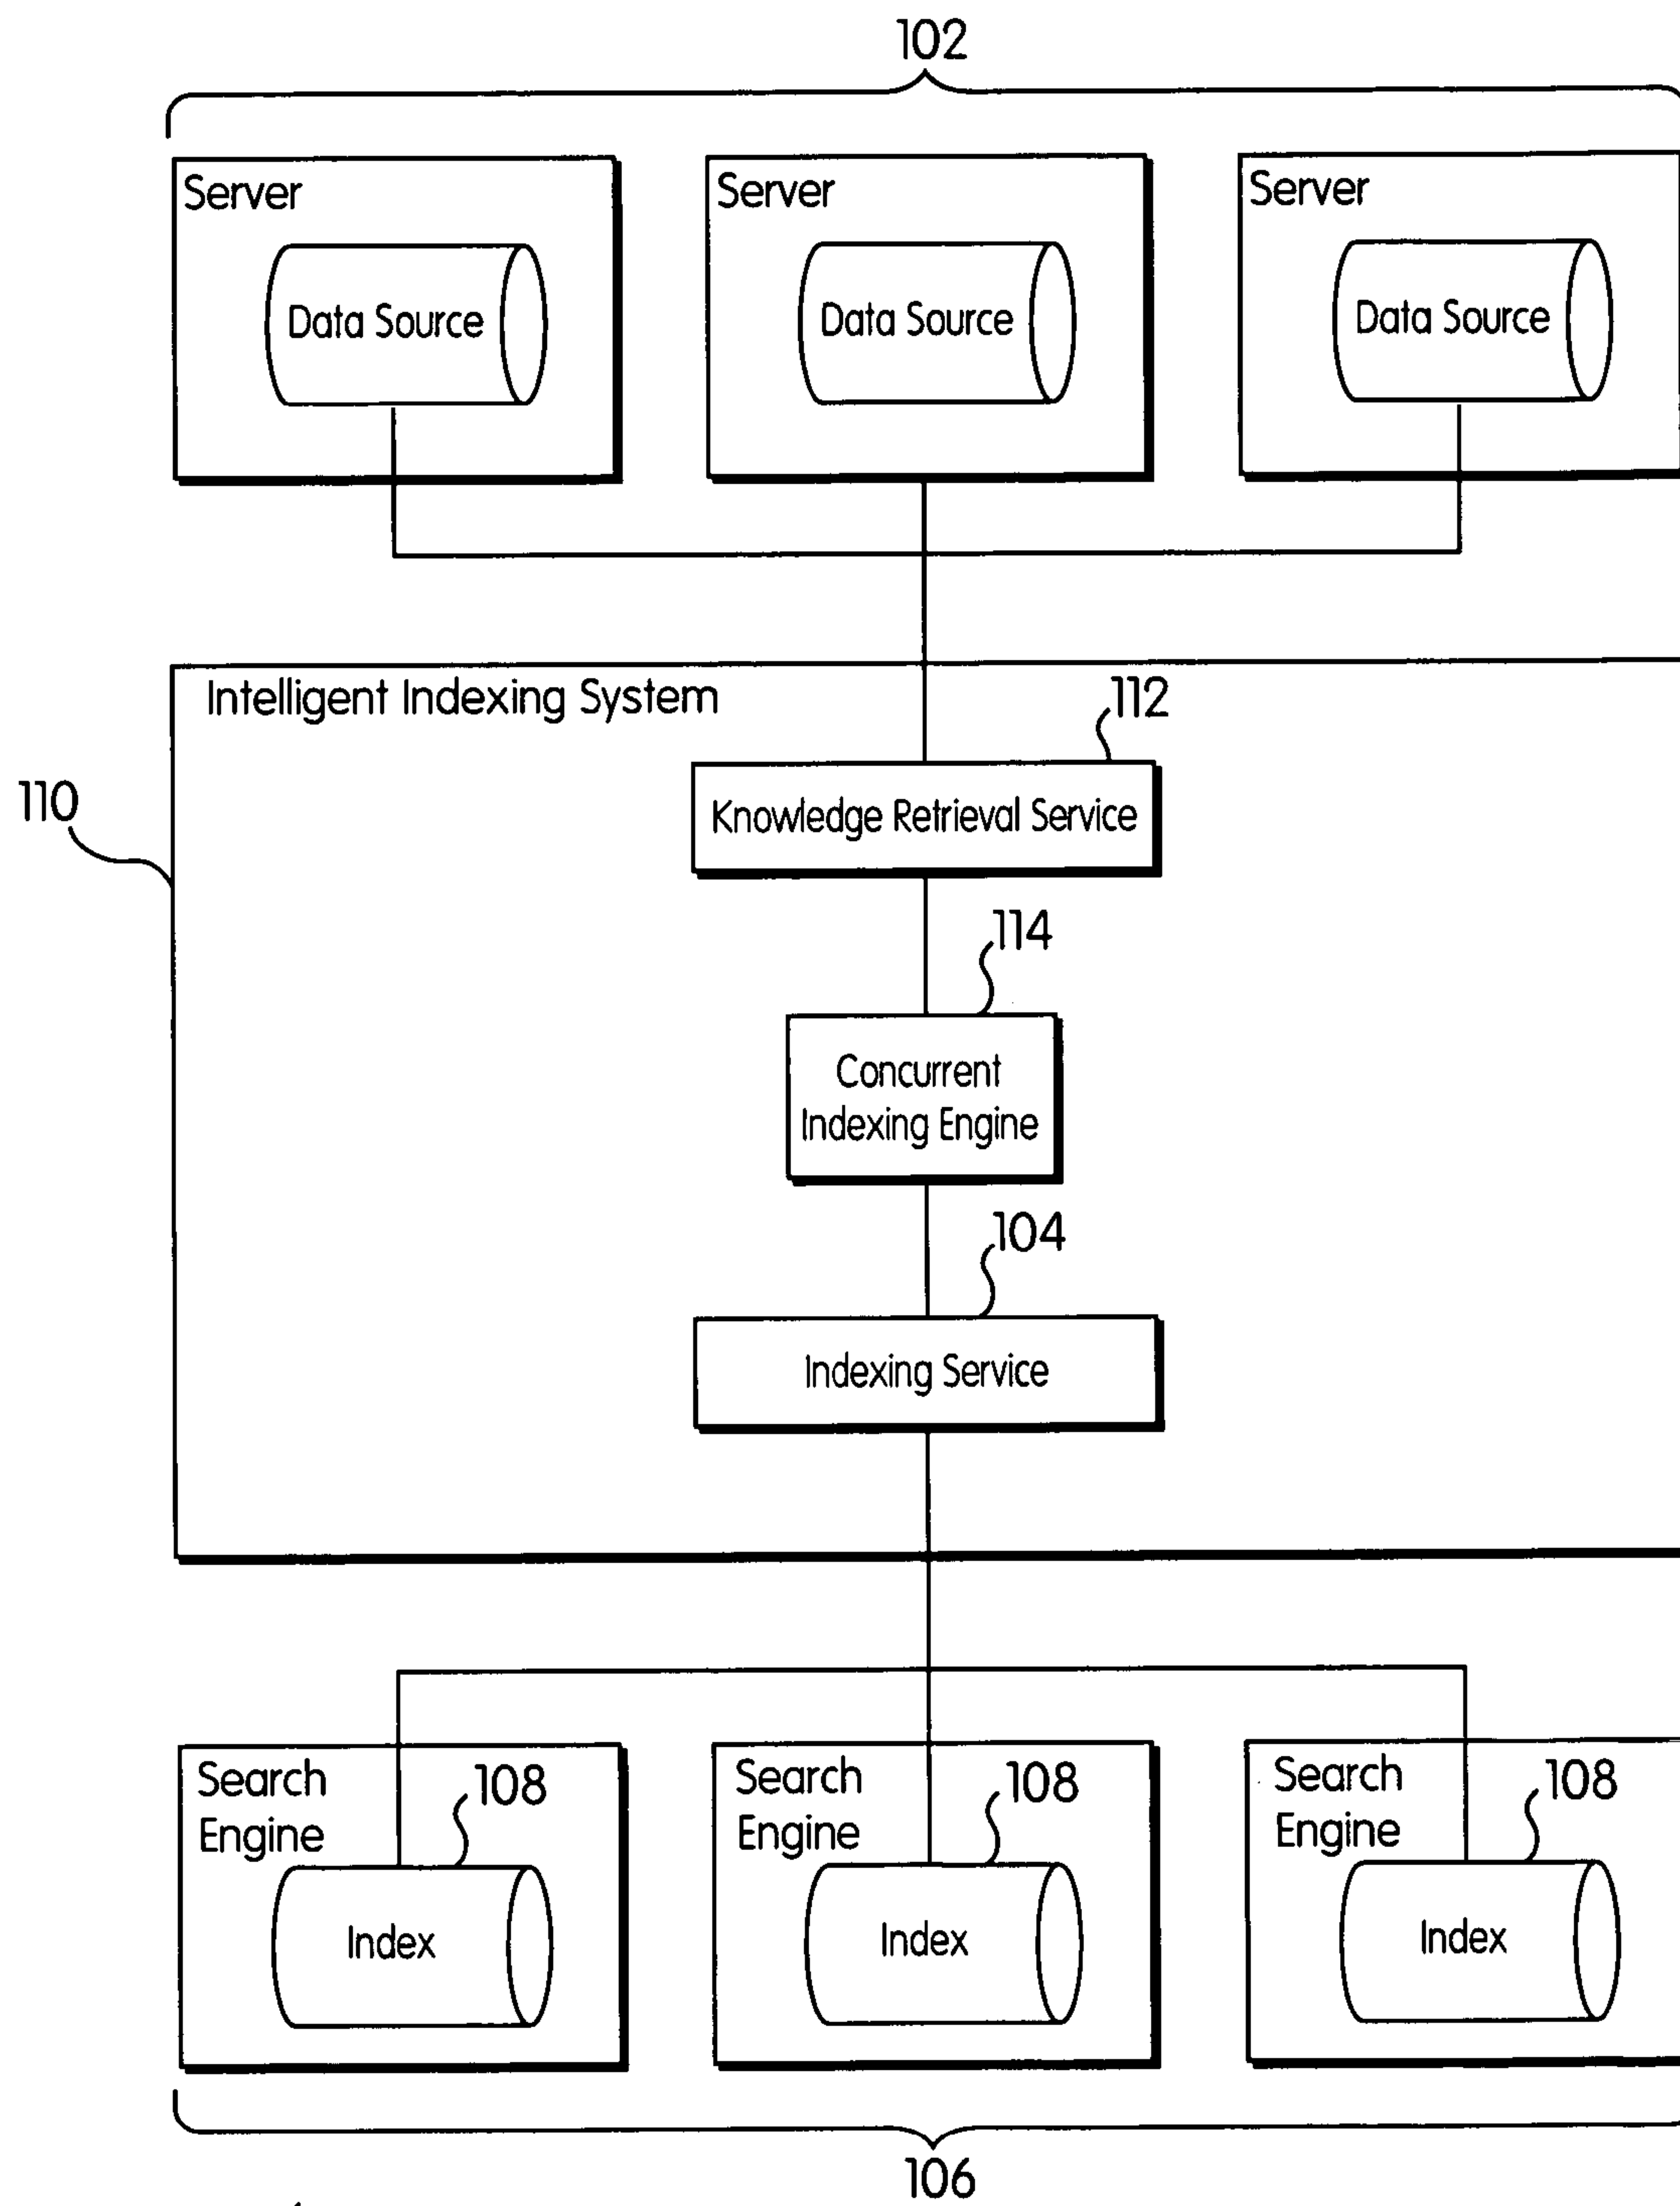 102
Server
Server
Server
Data Source
Data Source
Data Source
Intelligent Indexing System
112
110
Knowledge Retrieval Service
114
Concurrent
Indexing Engine
104
Indexing Service
Search
Engine
108
Search
Engine
108
Search
Engine
108
Index
Index
Index
106